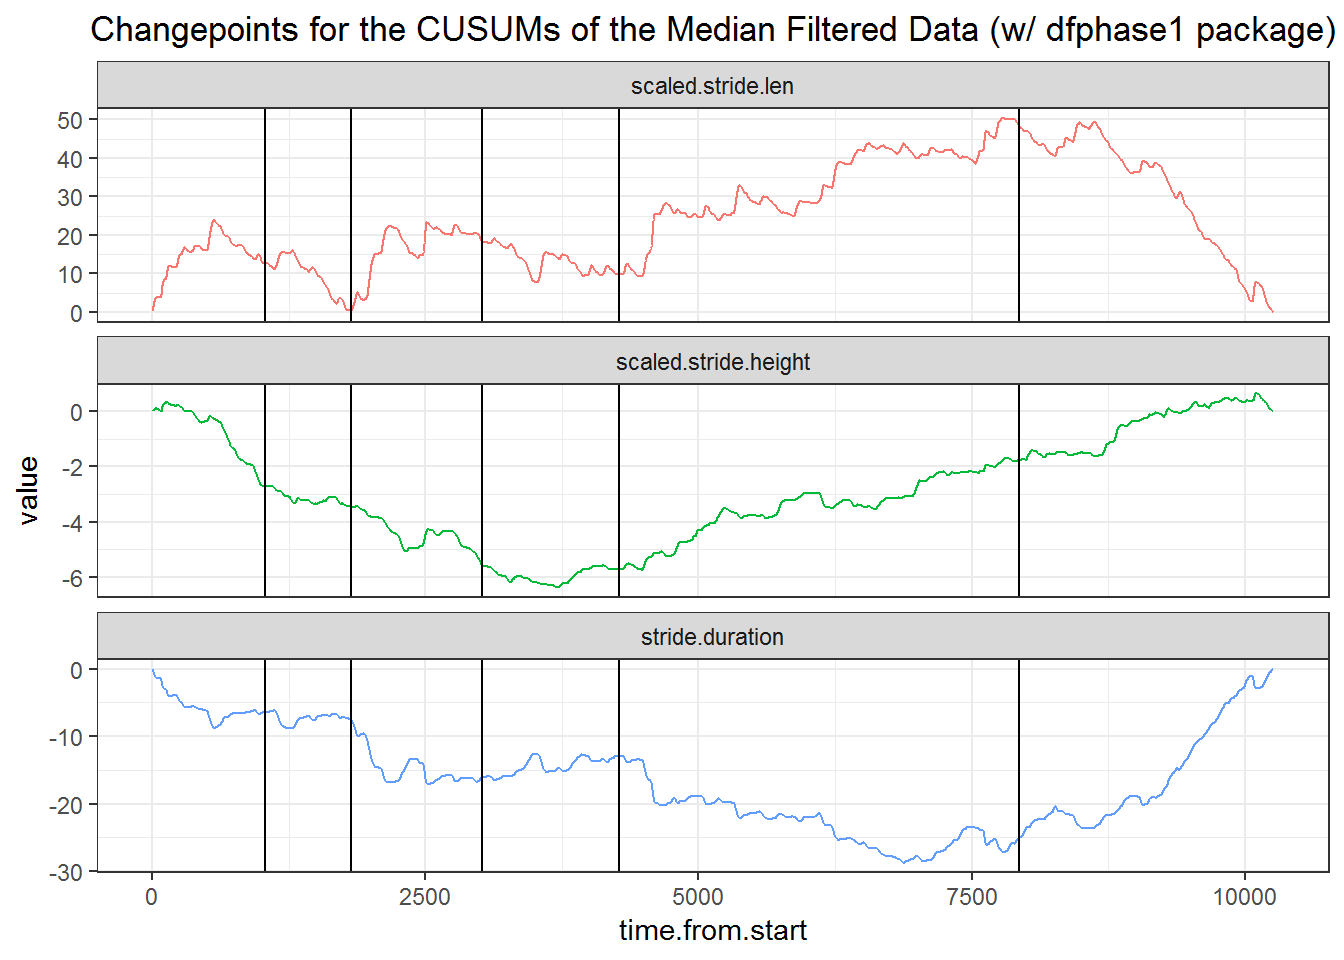 Changepoints for the CUSUMs of the Median Filtered Data (w/ dfphase1 package)
scaled.stride.len
50
40
30
20
10
0
scaled.stride.height
0
-2
-4
-6
value
stride.duration
0
-10
-20
-30
0 2500 5000 7500 10000
time.from.start